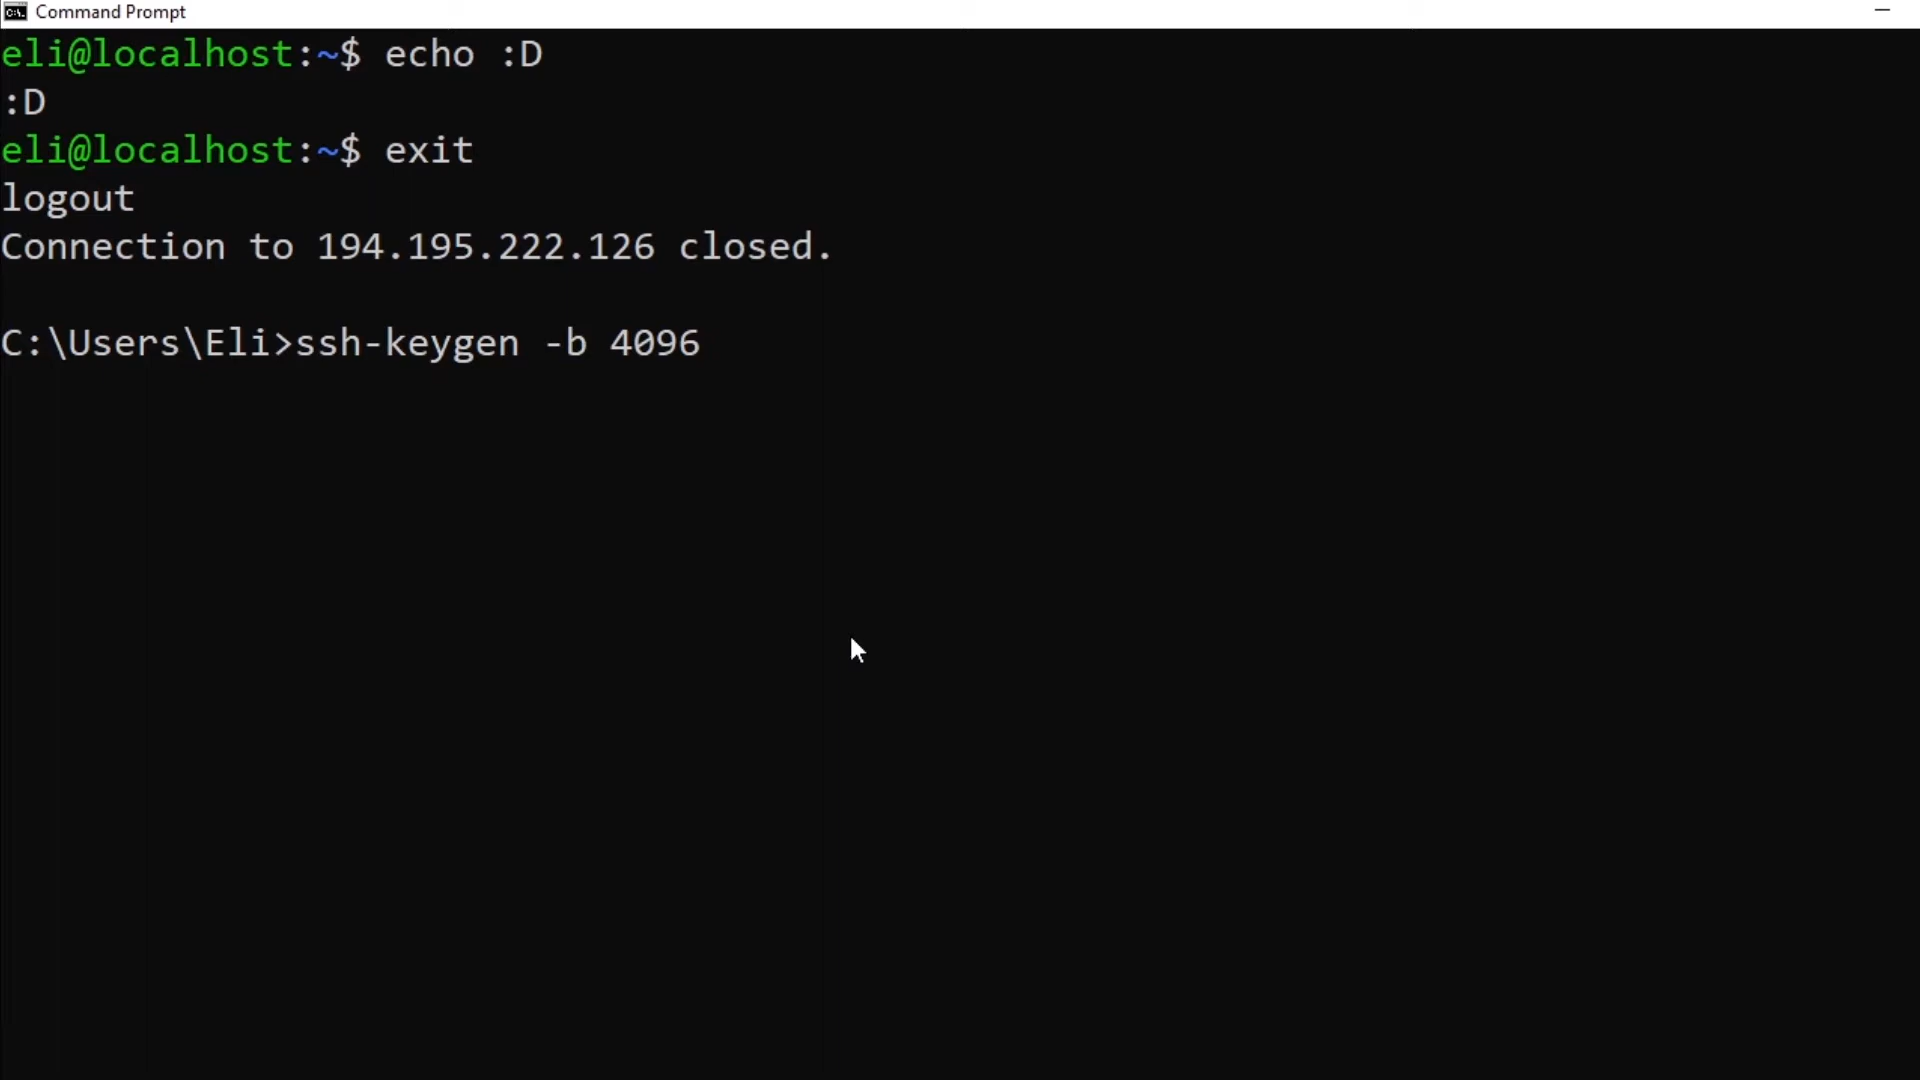 Command Prompt
eli@localhost:~$ echo :D
:D
eli@localhost:~$ exit
logout
Connection to 194.195.222.126 closed.
C:\Users\Eli>ssh-keygen -b 4096